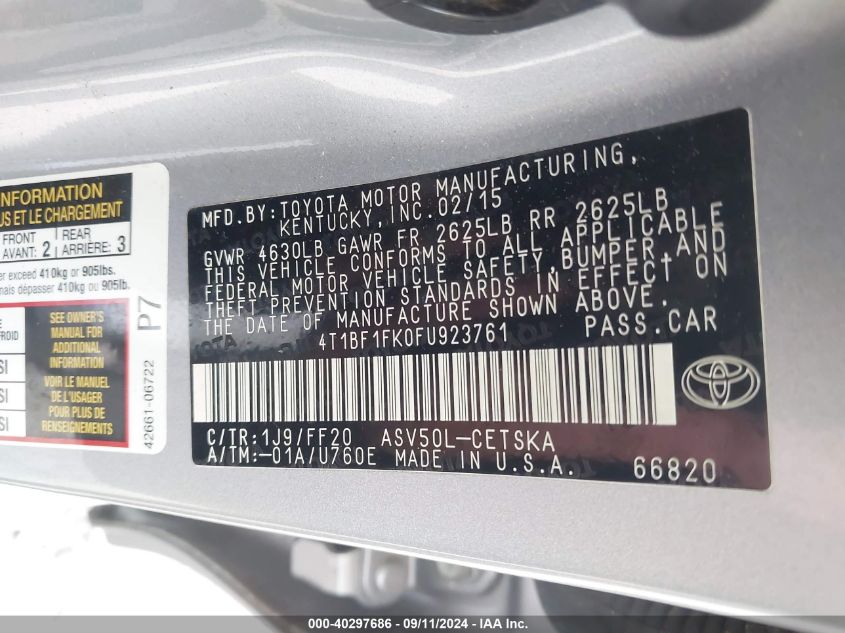 INFORMATION
US ET LE CHARGEMENT
FRONT
AVANT: 2
REAR
ARRIÈRE: 3
er exceed 410kg or 905lbs.
mais dépasser 410kg ou 905lb.
SEE OWNER'S
MANUAL FOR
ADDITIONAL
INFORMATION
VOIR LE MANUEL
DE L'USAGER
POUR PLUS DE
RENSEIGNEMENTS
P7
42661-06722
MFD. BY: TOYOTA MOTOR MANUFACTURING,
KENTUCKY, INC. 02/15
GVWR 4630LB GAWR FR 2625LB RR 2625LB
THIS VEHICLE CONFORMS TO ALL APPLICABLE
FEDERAL MOTOR VEHICLE SAFETY, BUMPER, AND
THEFT PREVENTION STANDARDS IN EFFECT ON
THE DATE OF MANUFACTURE SHOWN ABOVE.
4T1BF1FK0FU923761 PASS.CAR
C/TR:1J9/FF20 ASV50L-CETSKA
A/TM:-01A/U760E MADE IN U.S.A. 66820
000-40297686 - 09/11/2024 - IAA Inc.